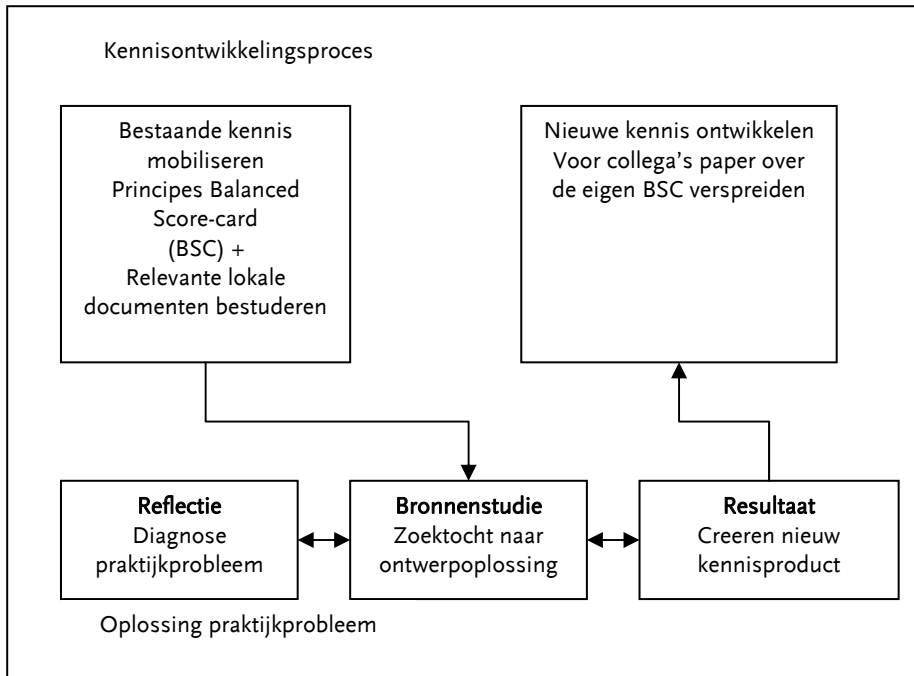 Kennisontwikkelingsproces
Bestaande kennis
mobiliseren
Principes Balanced
Score-card
(BSC) +
Relevante lokale
documenten bestuderen
Nieuwe kennis ontwikkelen
Voor collega's paper over
de eigen BSC verspreiden
Reflectie
Diagnose
praktijkprobleem
Bronnenstudie
Zoektocht naar
ontwerpoplossing
Resultaat
Creeren nieuw
kennisproduct
Oplossing praktijkprobleem